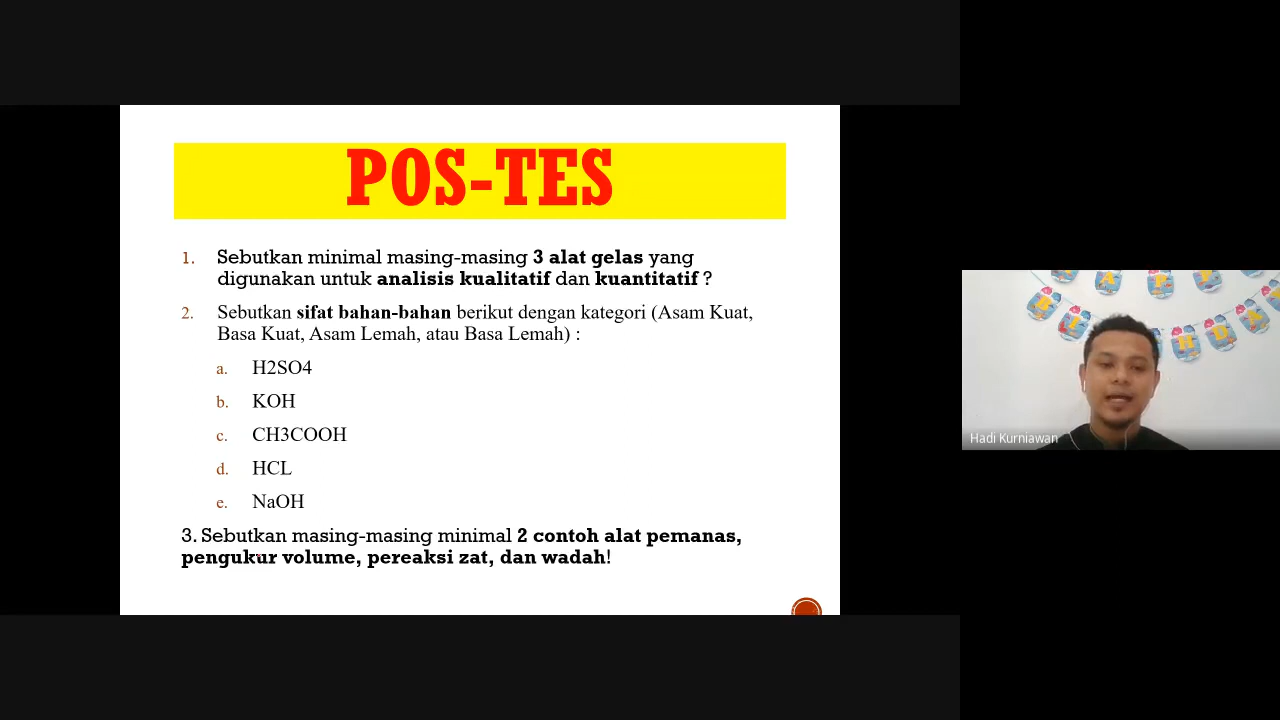 POS-TES
1. Sebutkan minimal masing-masing 3 alat gelas yang
digunakan untuk analisis kualitatif dan kuantitatif ?
2. Sebutkan sifat bahan-bahan berikut dengan kategori (Asam Kuat,
Basa Kuat, Asam Lemah, atau Basa Lemah) :
a. H2SO4
b. KOH
c. CH3COOH
d. HCL
e. NaOH
3. Sebutkan masing-masing minimal 2 contoh alat pemanas,
pengukur volume, pereaksi zat, dan wadah!
Hadi Kurniawan